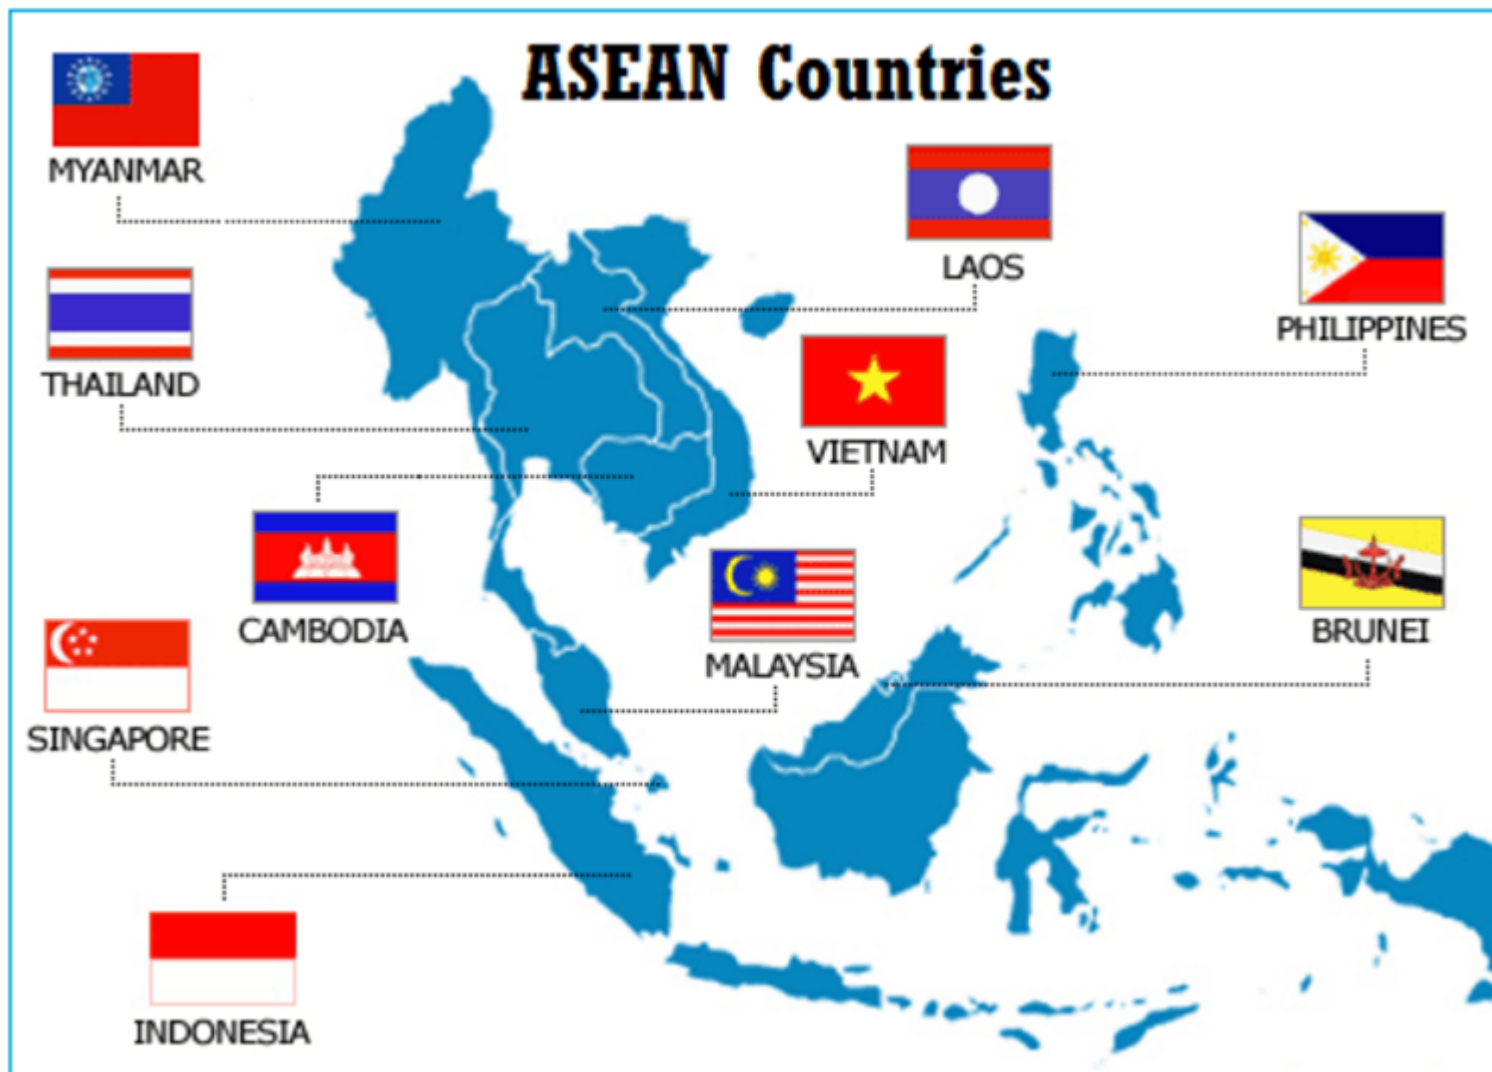 ASEAN Countries
MYANMAR
LAOS
PHILIPPINES
THAILAND
VIETNAM
CAMBODIA
BRUNEI
MALAYSIA
SINGAPORE
INDONESIA